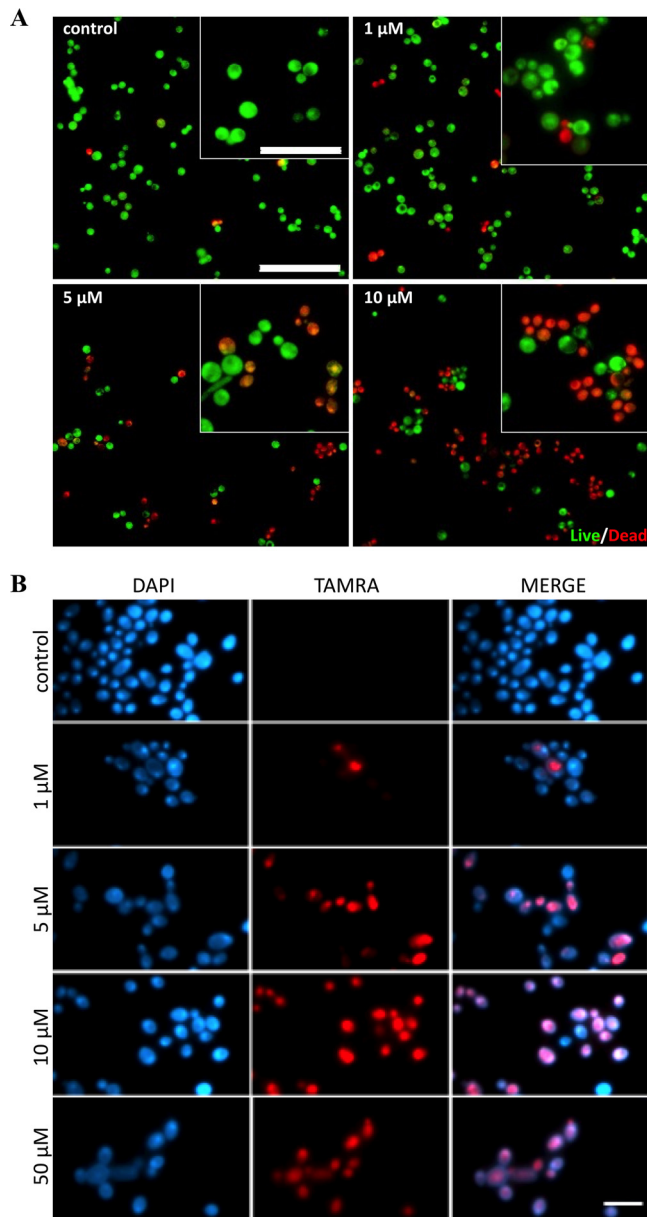 A
control
1 μM
5 μM
10 μM
Live/Dead
B
DAPI TAMRA MERGE
control
1 μM
5 μM
10 μM
50 μM